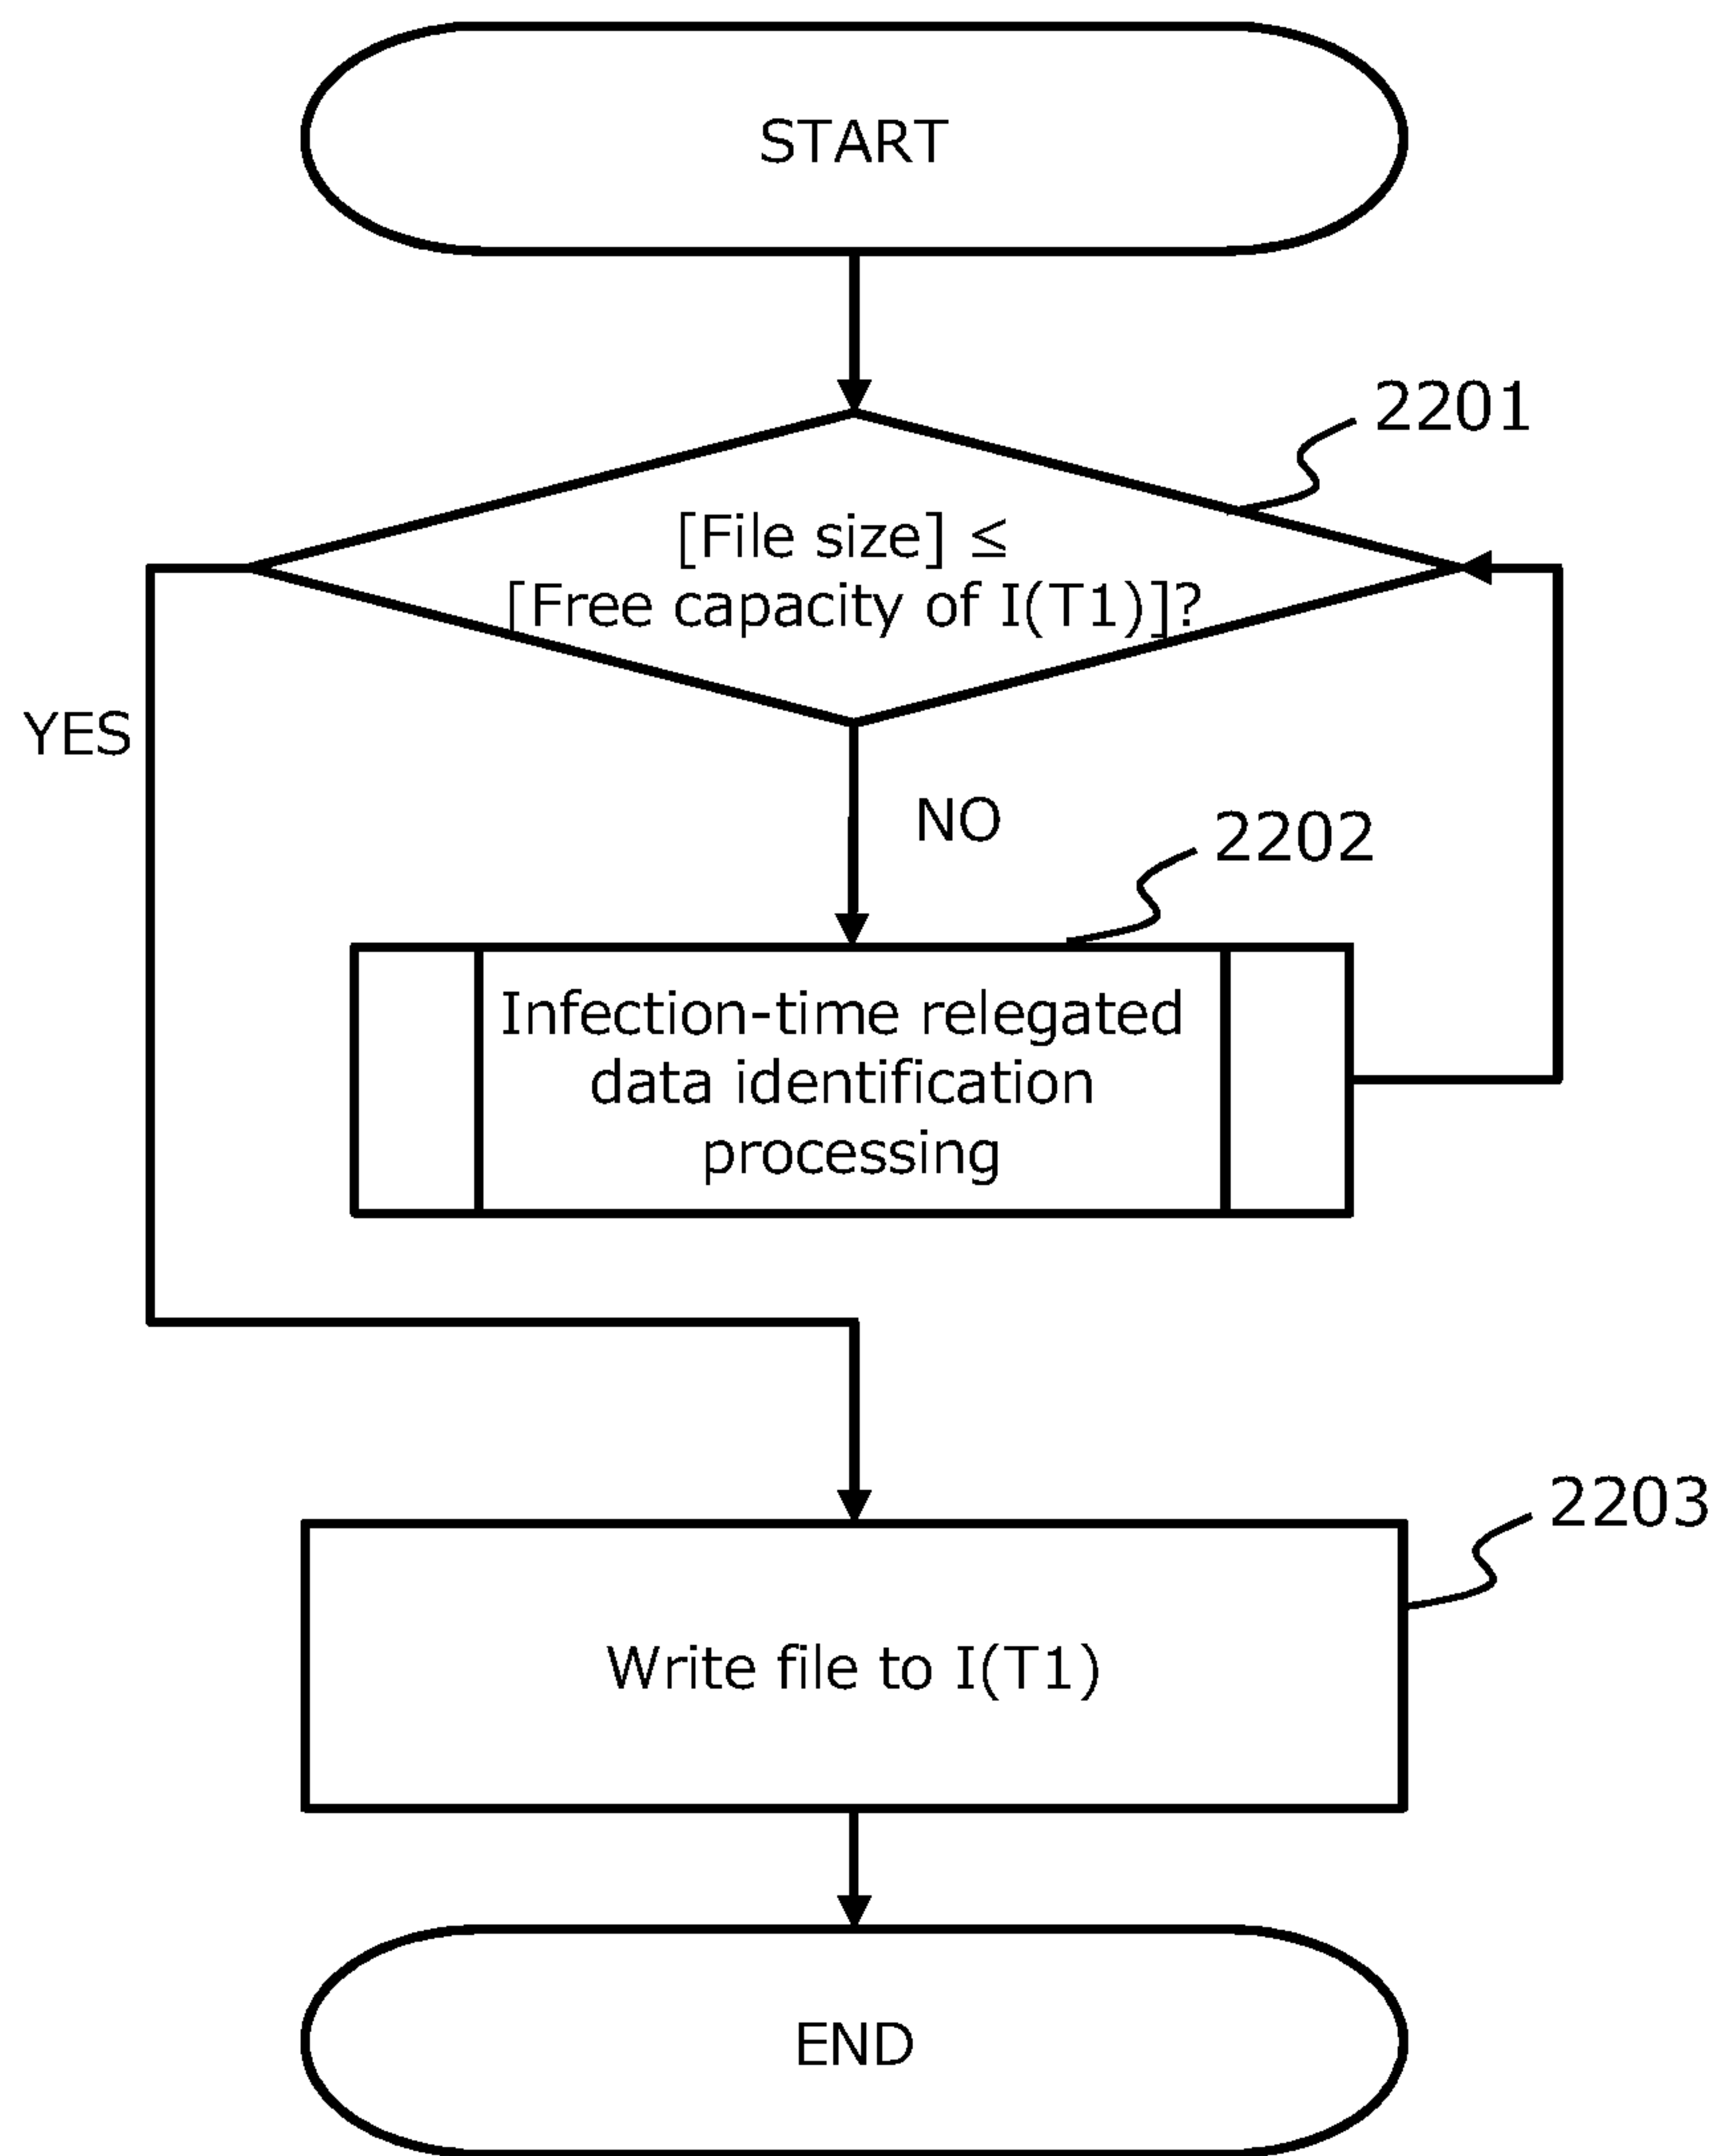 START
2201
[File size] ≤
[Free capacity of I(T1)]?
YES
NO
2202
Infection-time relegated
data identification
processing
2203
Write file to I(T1)
END